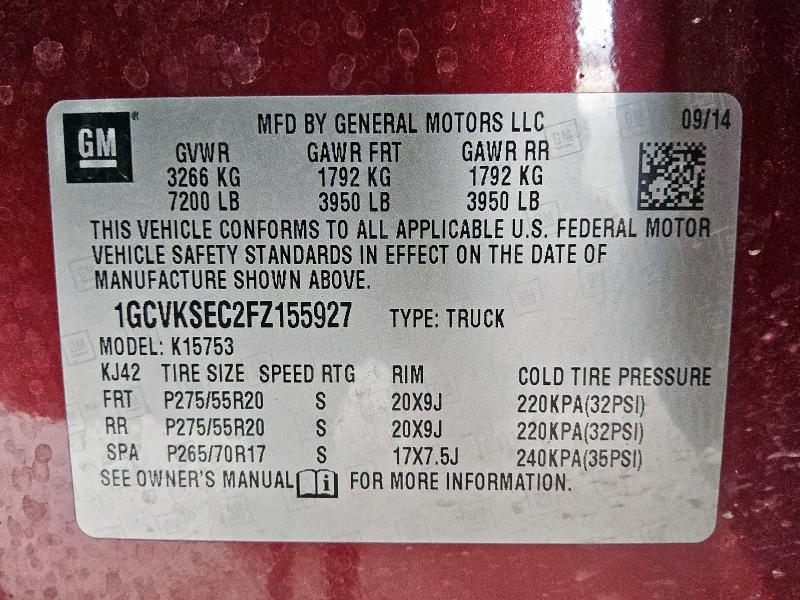 GM ® MFD BY GENERAL MOTORS LLC 09/14
GVWR GAWR FRT GAWR RR
3266 KG 1792 KG 1792 KG
7200 LB 3950 LB 3950 LB
THIS VEHICLE CONFORMS TO ALL APPLICABLE U.S. FEDERAL MOTOR
VEHICLE SAFETY STANDARDS IN EFFECT ON THE DATE OF
MANUFACTURE SHOWN ABOVE.
1GCVKSEC2FZ155927 TYPE: TRUCK
MODEL: K15753
KJ42 TIRE SIZE SPEED RTG RIM COLD TIRE PRESSURE
FRT P275/55R20 S 20X9J 220KPA(32PSI)
RR P275/55R20 S 20X9J 220KPA(32PSI)
SPA P265/70R17 S 17X7.5J 240KPA(35PSI)
SEE OWNER'S MANUAL i FOR MORE INFORMATION.